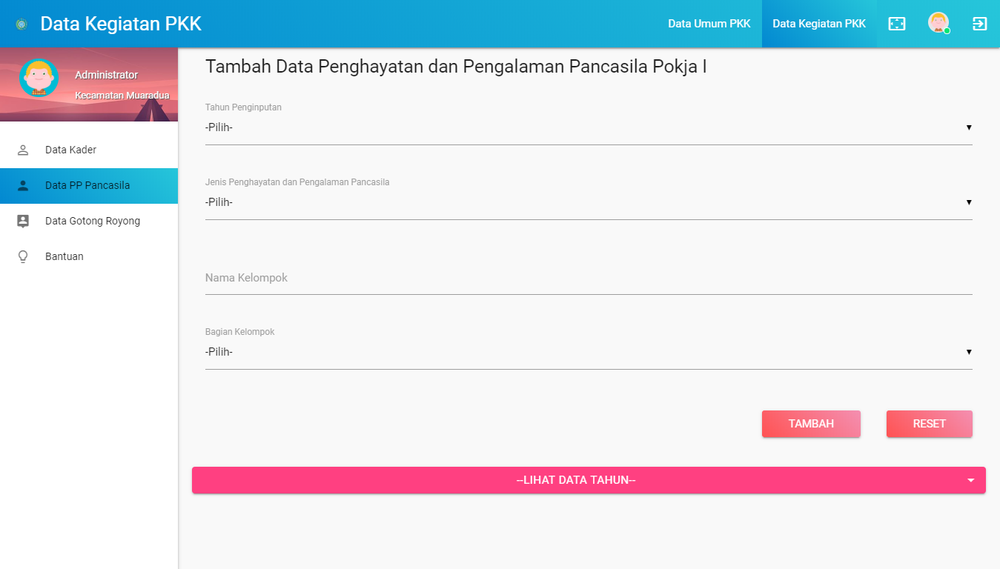 Data Kegiatan PKK
Data Umum PKK
Data Kegiatan PKK
Administrator
Kecamatan Muaradua
Data Kader
Data PP Pancasila
Data Gotong Royong
Bantuan
Tambah Data Penghayatan dan Pengalaman Pancasila Pokja I
Tahun Penginputan
-Pilih-
Jenis Penghayatan dan Pengalaman Pancasila
-Pilih-
Nama Kelompok
Bagian Kelompok
-Pilih-
TAMBAH
RESET
--LIHAT DATA TAHUN--